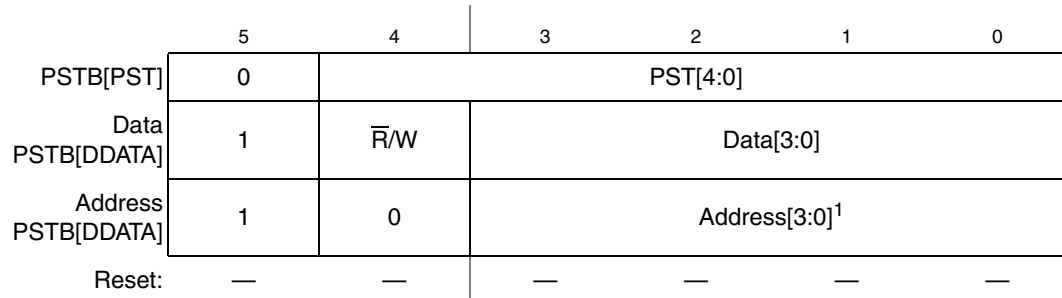 5 4 3 2 1 0
PSTB[PST] 0 PST[4:0]
Data
PSTB[DDATA] 1 R̅/W Data[3:0]
Address
PSTB[DDATA] 1 0 Address[3:0]¹
Reset: — — — — — —